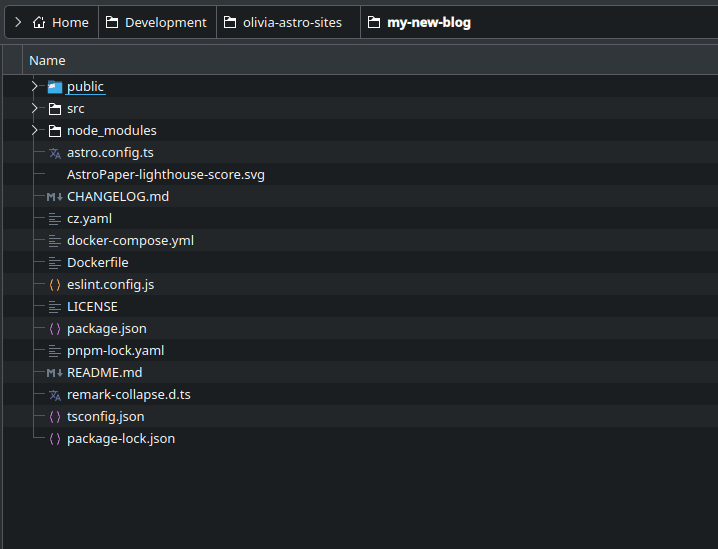 Home Development olivia-astro-sites my-new-blog
Name
public
src
node_modules
astro.config.ts
AstroPaper-lighthouse-score.svg
CHANGELOG.md
cz.yaml
docker-compose.yml
Dockerfile
eslint.config.js
LICENSE
package.json
pnpm-lock.yaml
README.md
remark-collapse.d.ts
tsconfig.json
package-lock.json